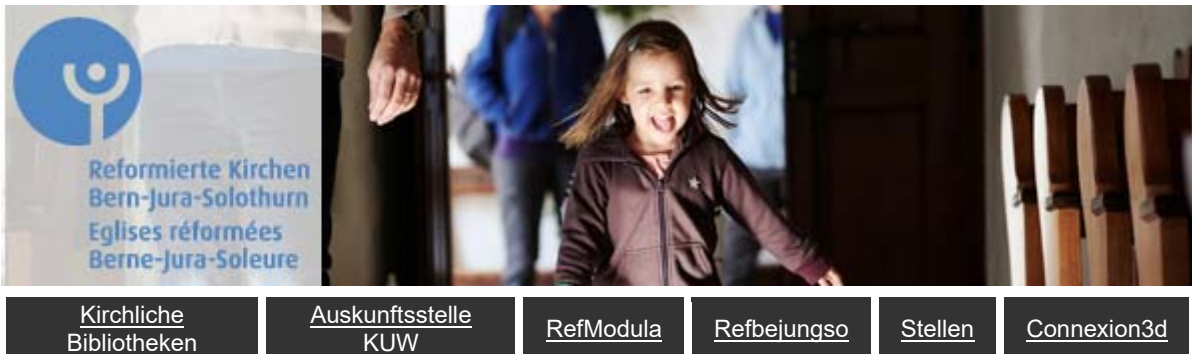 Reformierte Kirchen
Bern-Jura-Solothurn
Eglises réformées
Berne-Jura-Soleure
Kirchliche
Bibliotheken
Auskunftsstelle
KUW
RefModula
Refbejungso
Stellen
Connexion3d